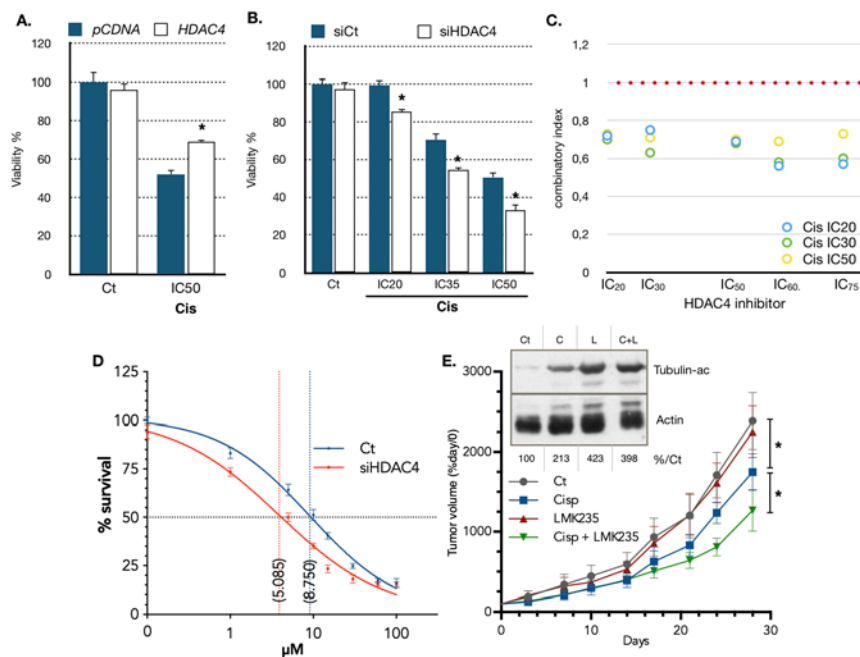 A.
pCDNA HDAC4
120
100
80
60
40
20
0
Viability %
*
Ct IC50
Cis
B.
siCt siHDAC4
120
100
80
60
40
20
0
Viability %
*
*
*
Ct IC20 IC35 IC50
Cis
C.
1,2
1
0,8
0,6
0,4
0,2
0
combinatory index
Cis IC20
Cis IC30
Cis IC50
IC20 IC30 IC50 IC60. IC75
HDAC4 inhibitor
D
125
100
75
50
25
0
% survival
Ct
siHDAC4
(5.085)
(8.750)
0 1 10 100
µM
E.
Ct C L C+L
Tubulin-ac
Actin
100 213 423 398 %/Ct
3000
2000
1000
0
Tumor volume (%day/0)
Ct
Cisp
LMK235
Cisp + LMK235
*
*
0 10 20 30
Days